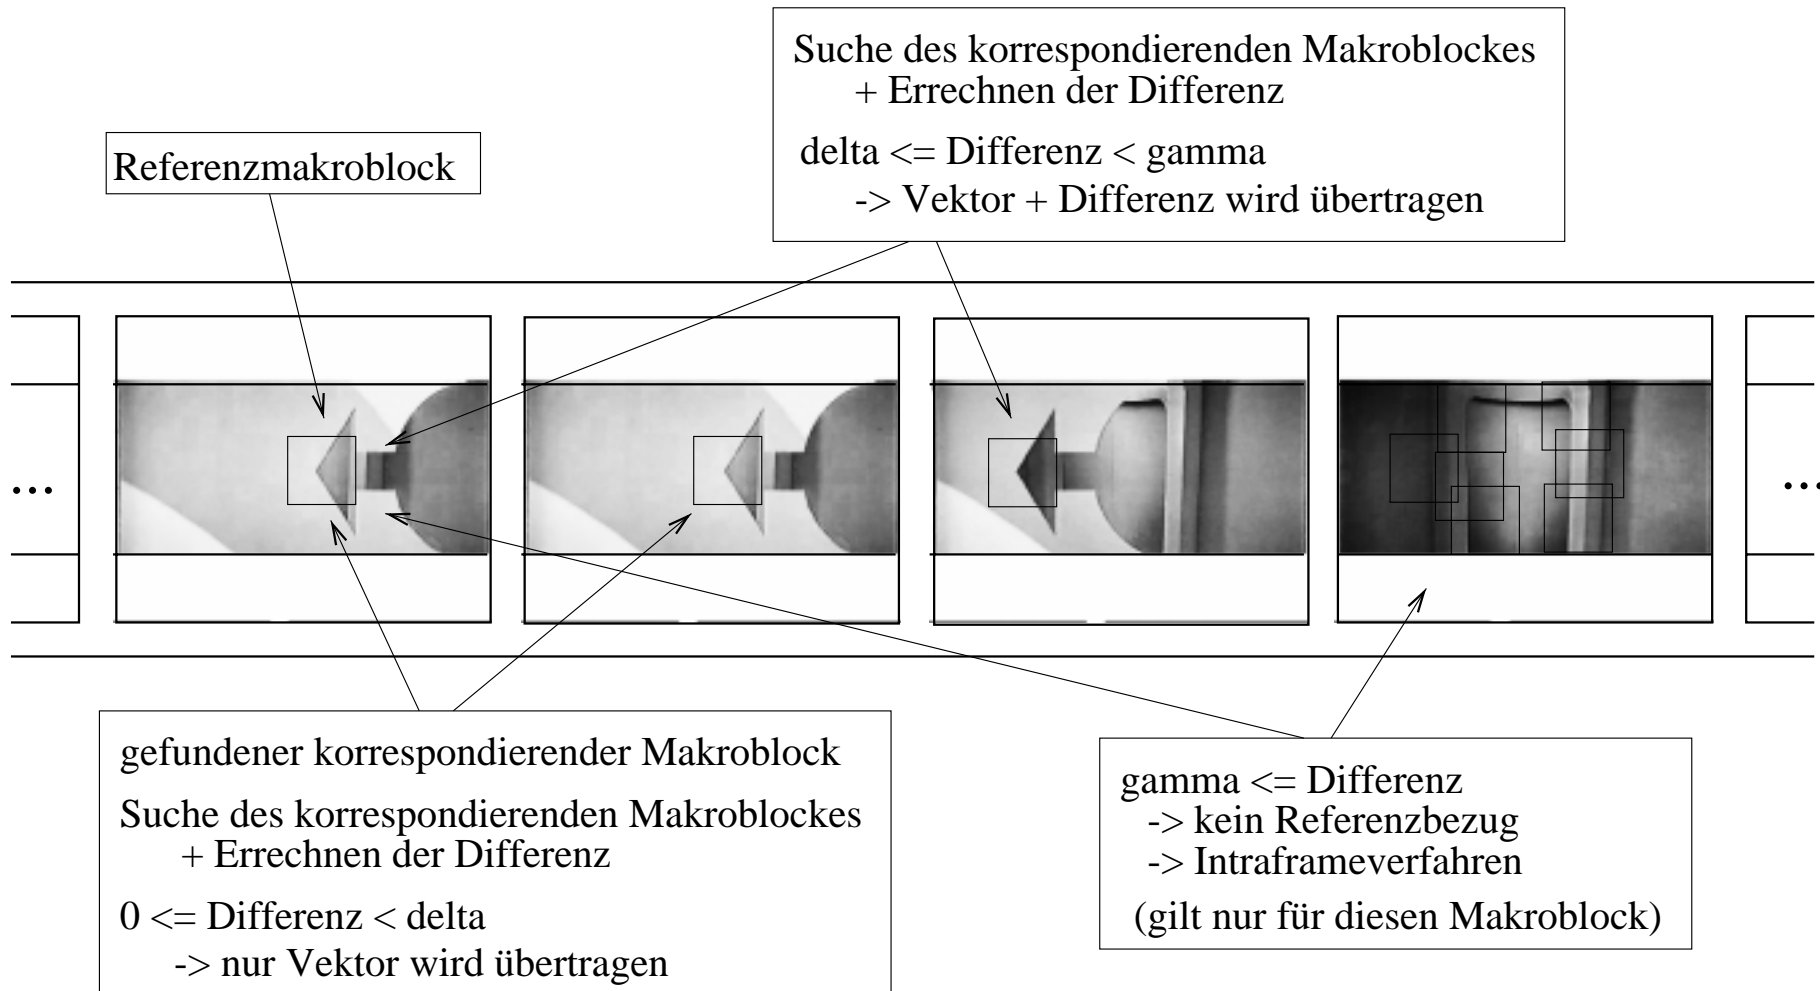 Suche des korrespondierenden Makroblockes
+ Errechnen der Differenz
delta <= Differenz < gamma
-> Vektor + Differenz wird übertragen
Referenzmakroblock
...
...
gefundener korrespondierender Makroblock
Suche des korrespondierenden Makroblockes
+ Errechnen der Differenz
0 <= Differenz < delta
-> nur Vektor wird übertragen
gamma <= Differenz
-> kein Referenzbezug
-> Intraframeverfahren
(gilt nur für diesen Makroblock)